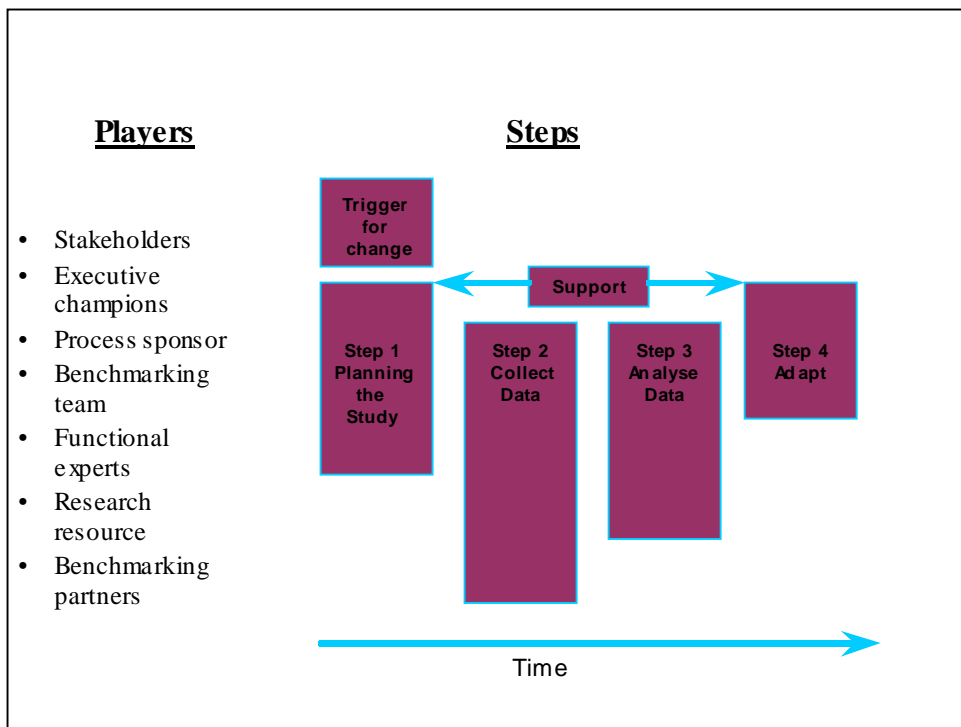 Players
• Stakeholders
• Executive
champions
• Process sponsor
• Benchmarking
team
• Functional
experts
• Research
resource
• Benchmarking
partners
Steps
Trigger
for
change
Support
Step 1
Planning
the
Study
Step 2
Collect
Data
Step 3
Analyse
Data
Step 4
Adapt
Time